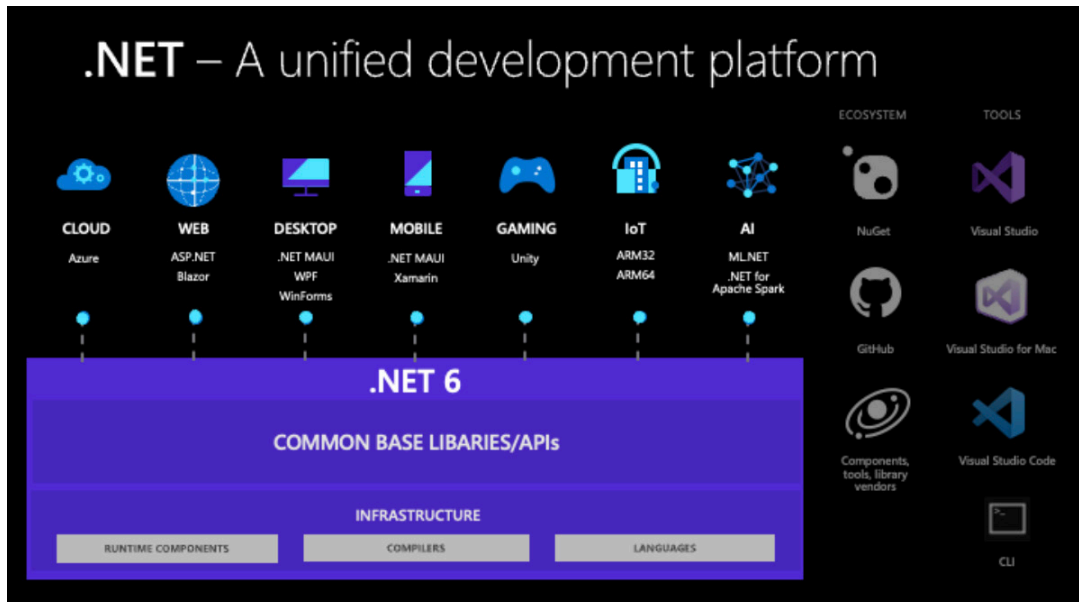 .NET – A unified development platform
ECOSYSTEM
TOOLS
CLOUD
Azure
WEB
ASP.NET
Blazor
DESKTOP
.NET MAUI
WPF
WinForms
MOBILE
.NET MAUI
Xamarin
GAMING
Unity
IoT
ARM32
ARM64
AI
ML.NET
.NET for
Apache Spark
NuGet
GitHub
Components,
tools, library
vendors
Visual Studio
Visual Studio for Mac
Visual Studio Code
>_
CLI
.NET 6
COMMON BASE LIBARIES/APIs
INFRASTRUCTURE
RUNTIME COMPONENTS
COMPILERS
LANGUAGES